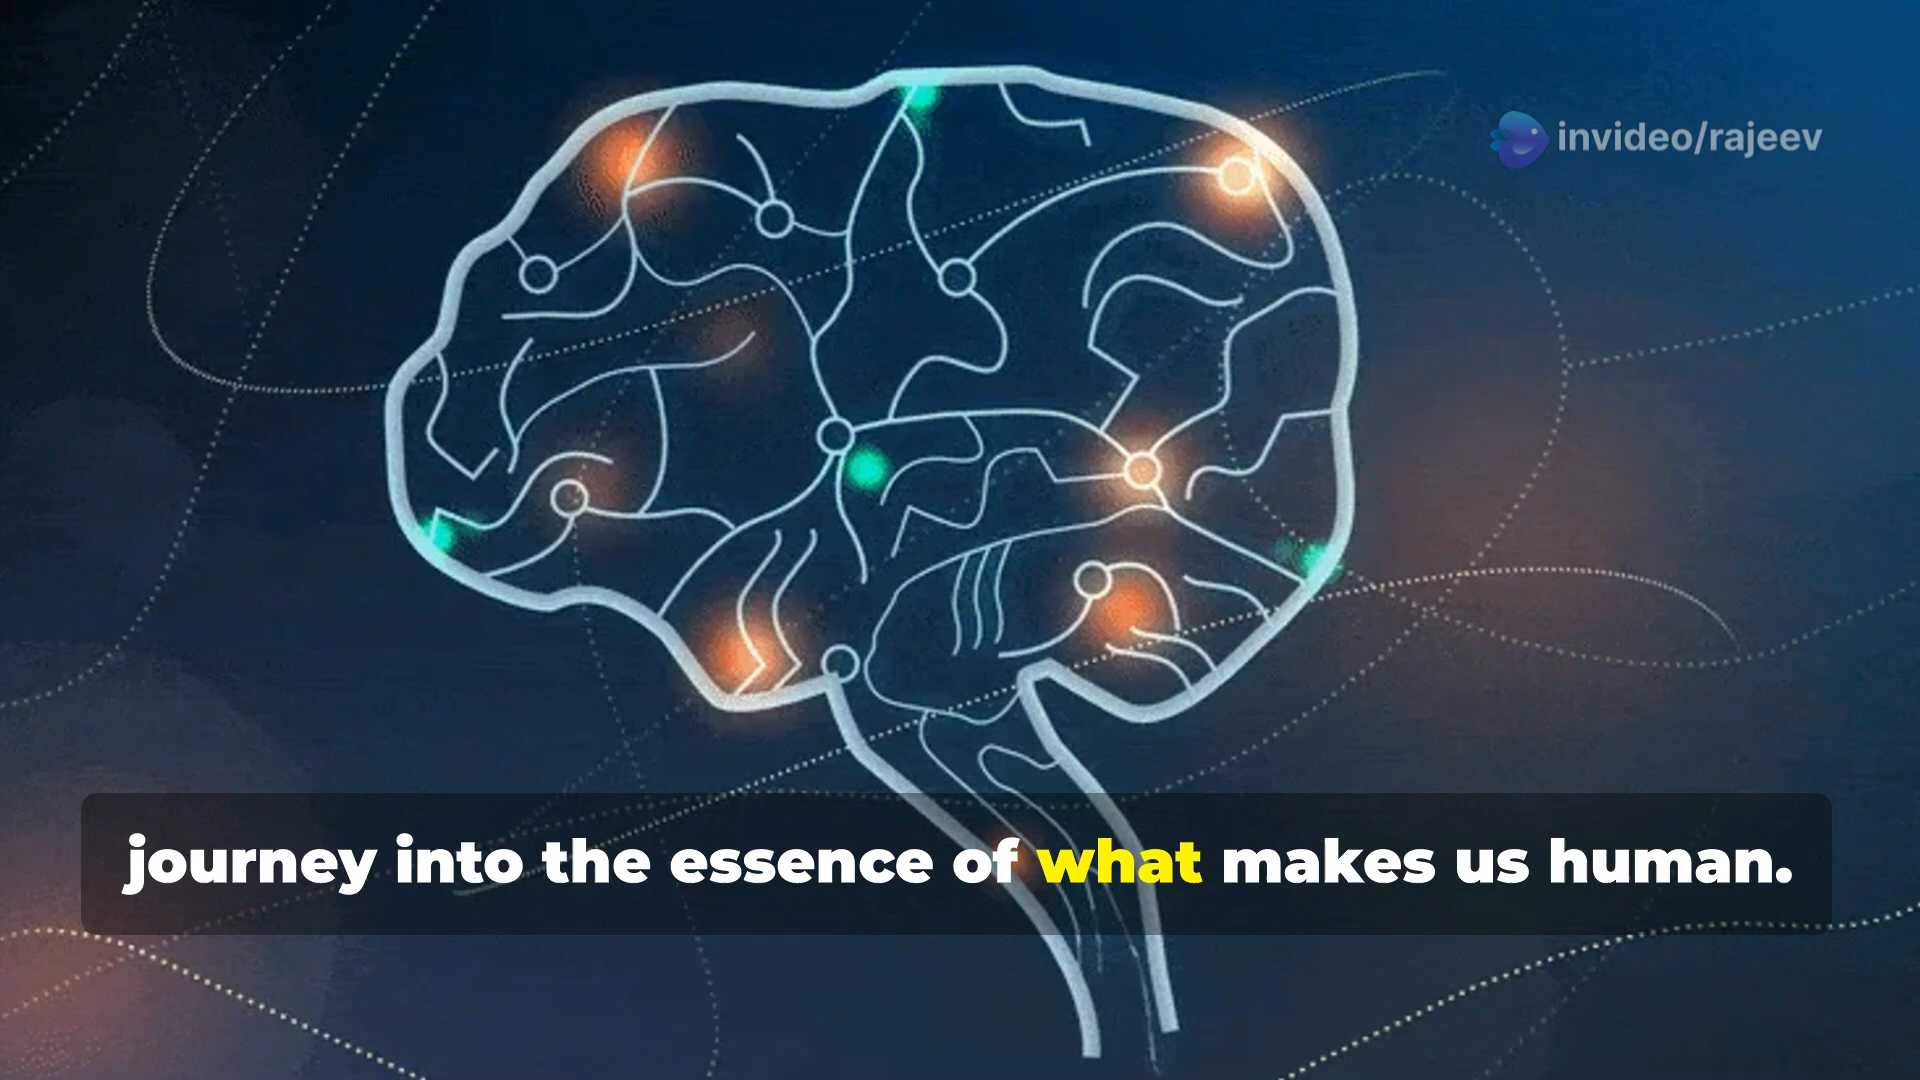 invideo/rajeev
journey into the essence of what makes us human.